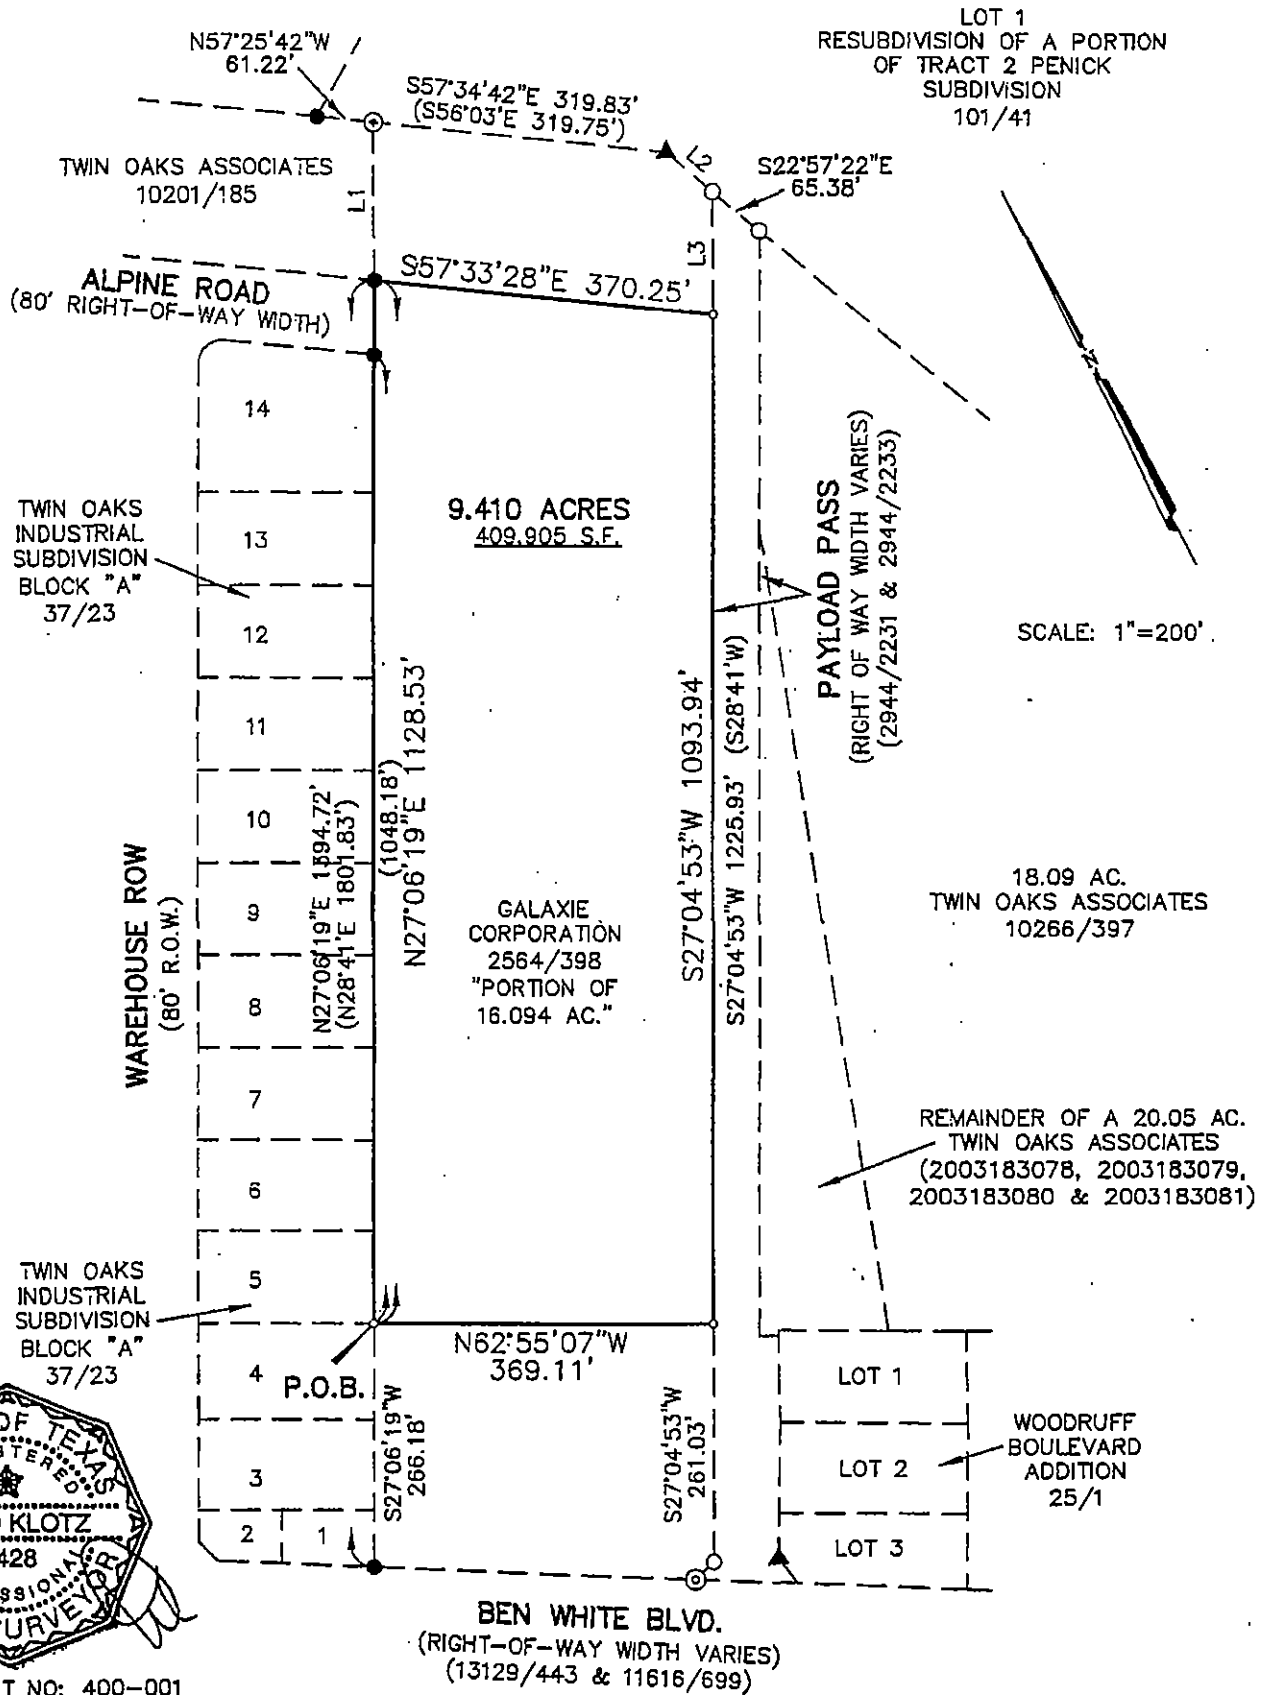 LOT 1
RESUBDIVISION OF A PORTION
OF TRACT 2 PENICK
SUBDIVISION
101/41
N57°25'42"W
61.22'
S57°34'42"E 319.83'
(S56°03'E 319.75')
L2
S22°57'22"E
65.38'
TWIN OAKS ASSOCIATES
10201/185
L1
L3
ALPINE ROAD
(80' RIGHT-OF-WAY WIDTH)
S57°33'28"E 370.25'
N
14
13
12
11
10
9
8
7
6
5
4
3
2
1
TWIN OAKS
INDUSTRIAL
SUBDIVISION
BLOCK "A"
37/23
9.410 ACRES
409,905 S.F.
PAYLOAD PASS
(RIGHT OF WAY WIDTH VARIES)
(2944/2231 & 2944/2233)
SCALE: 1"=200'
WAREHOUSE ROW
(80' R.O.W.)
N27°06'19"E 1394.72'
(N28°41'E 1801.83')
(1048.18')
N27°06'19"E 1128.53'
GALAXIE
CORPORATION
2564/398
"PORTION OF
16.094 AC."
S27°04'53"W 1093.94'
S27°04'53"W 1225.93' (S28°41'W)
18.09 AC.
TWIN OAKS ASSOCIATES
10266/397
REMAINDER OF A 20.05 AC.
TWIN OAKS ASSOCIATES
(2003183078, 2003183079,
2003183080 & 2003183081)
TWIN OAKS
INDUSTRIAL
SUBDIVISION
BLOCK "A"
37/23
P.O.B.
N62°55'07"W
369.11'
S27°06'19"W
266.18'
S27°04'53"W
261.03'
LOT 1
LOT 2
LOT 3
WOODRUFF
BOULEVARD
ADDITION
25/1
OF TEXAS
KLOTZ
428
SURVEYOR
BEN WHITE BLVD.
(RIGHT-OF-WAY WIDTH VARIES)
(13129/443 & 11616/699)
T NO: 400-001